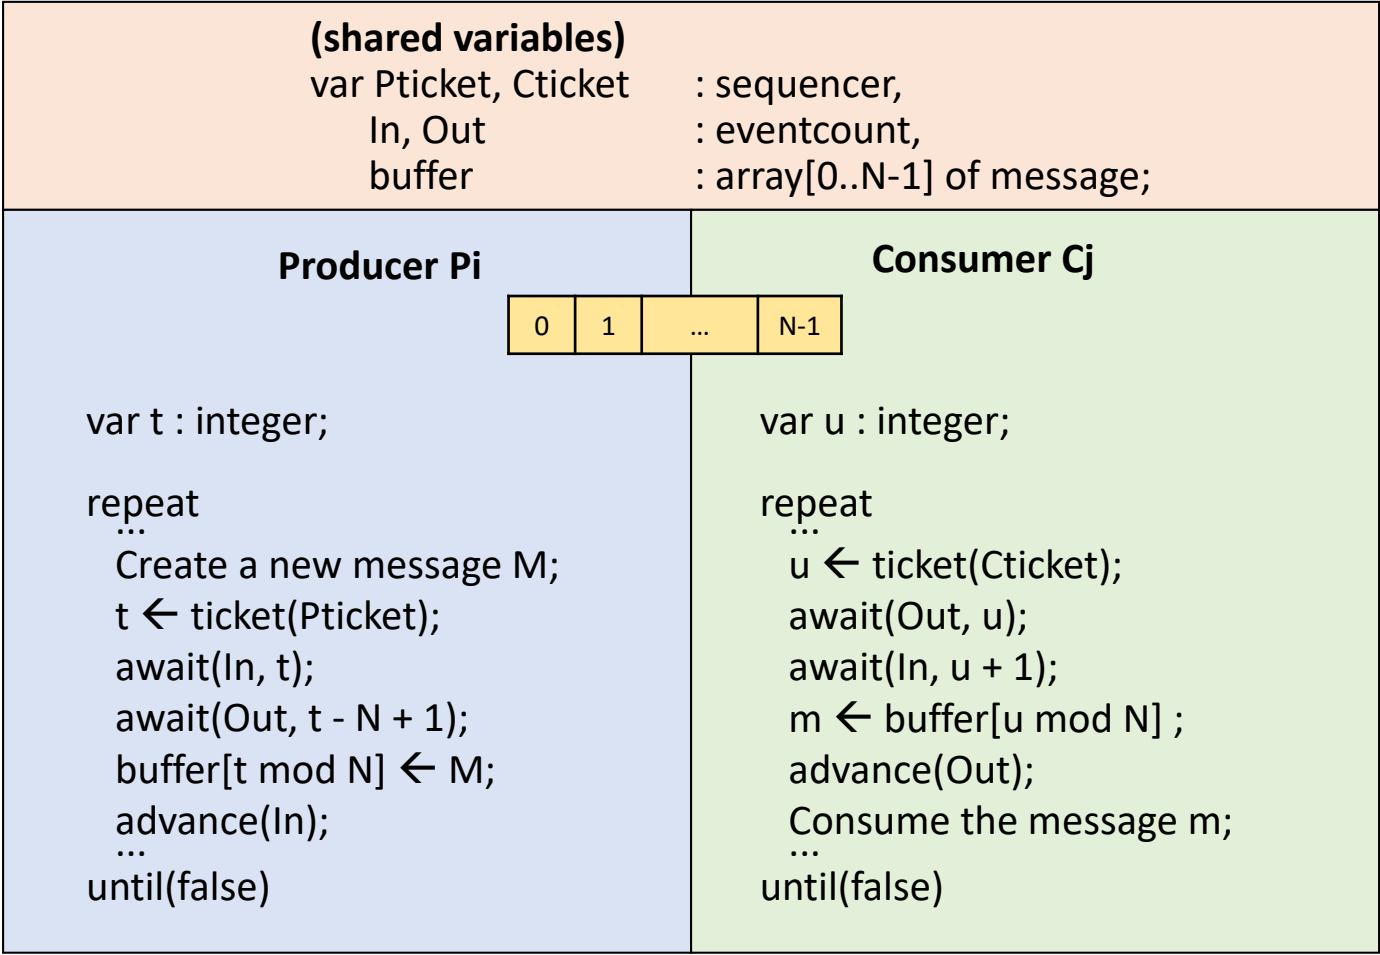 (shared variables)
var Pticket, Cticket : sequencer,
In, Out : eventcount,
buffer : array[0..N-1] of message;
Producer Pi
Consumer Cj
0 1 ... N-1
var t : integer;
repeat
...
Create a new message M;
t ← ticket(Pticket);
await(In, t);
await(Out, t - N + 1);
buffer[t mod N] ← M;
advance(In);
...
until(false)
var u : integer;
repeat
...
u ← ticket(Cticket);
await(Out, u);
await(In, u + 1);
m ← buffer[u mod N] ;
advance(Out);
Consume the message m;
...
until(false)